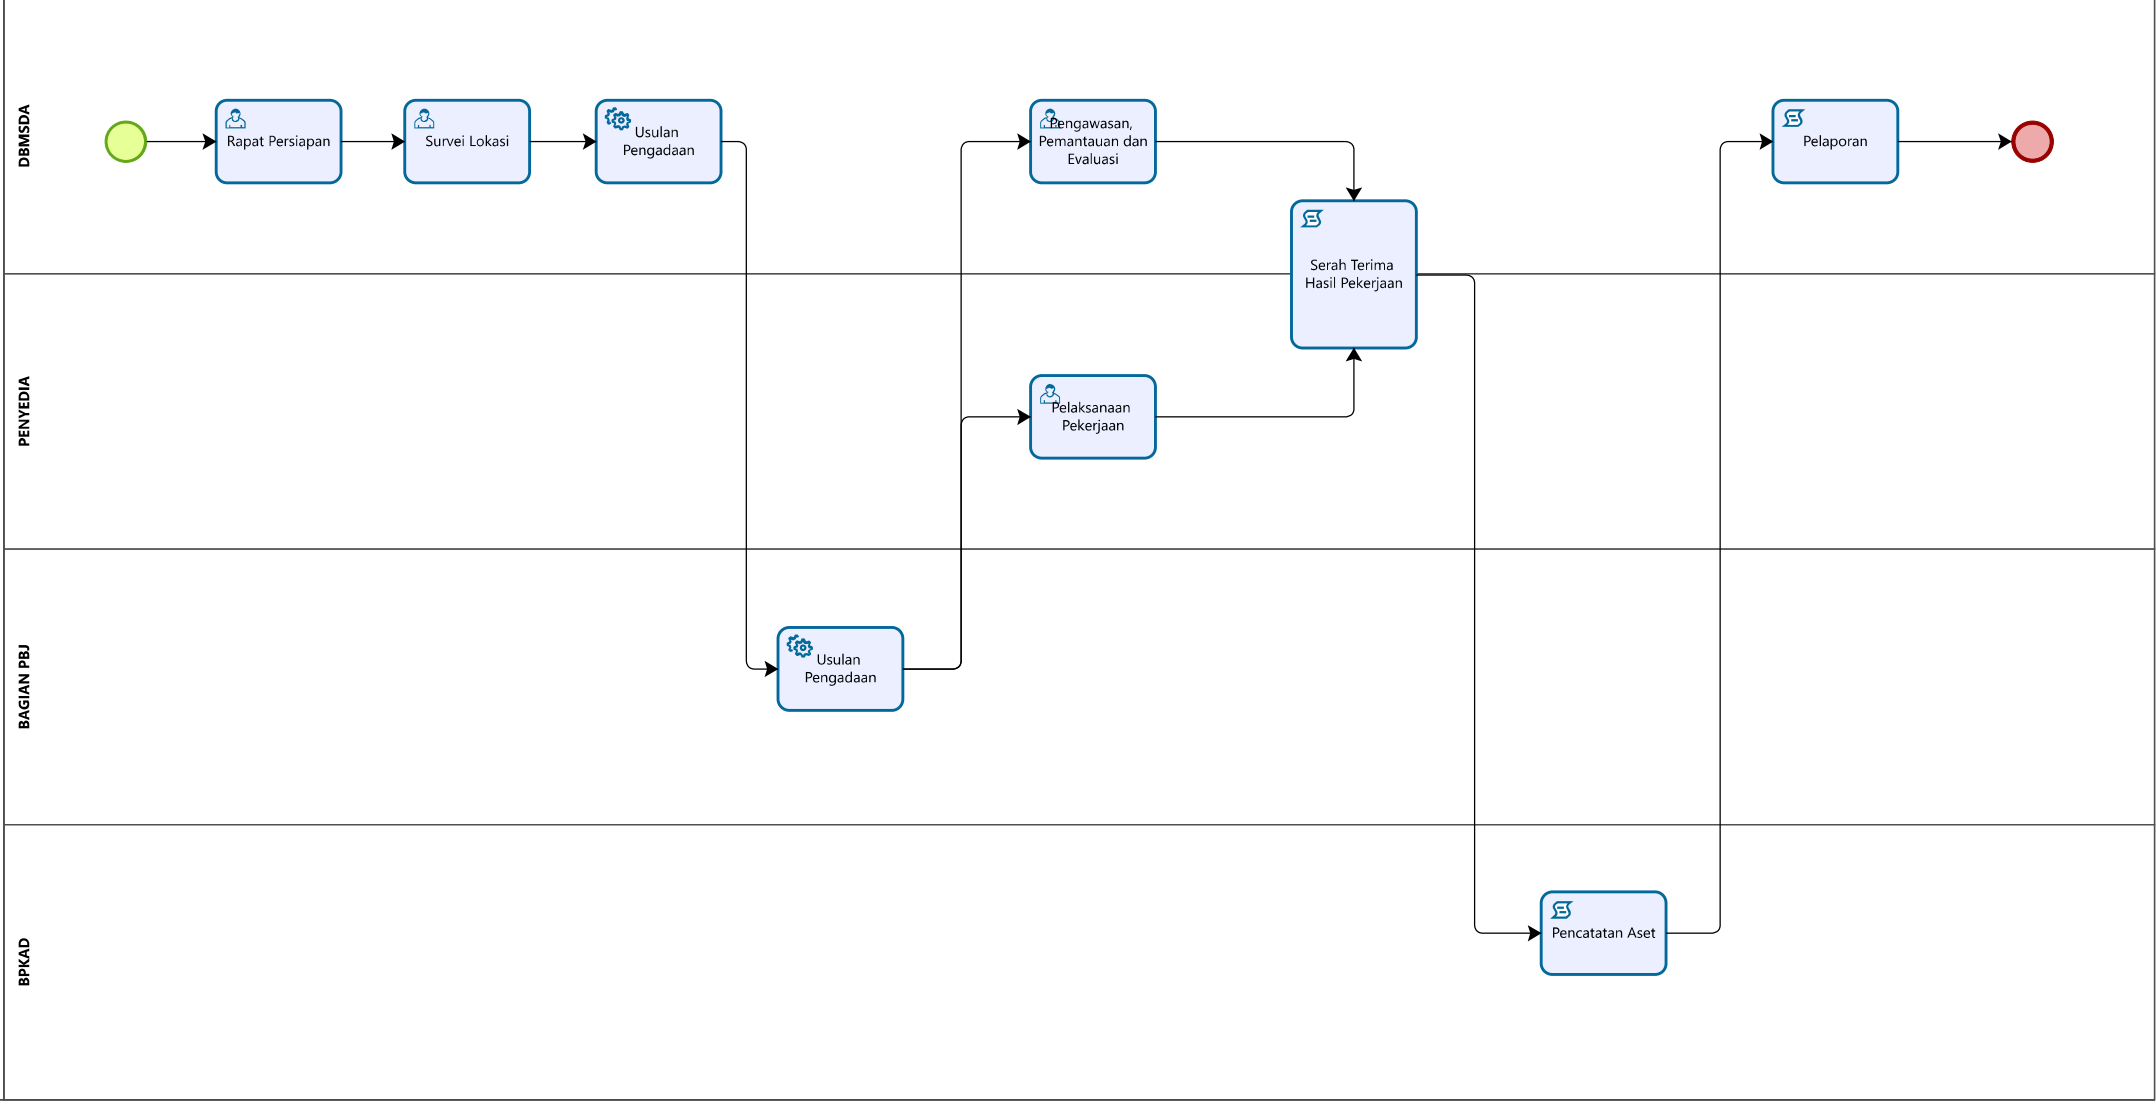 DBMSDA
Rapat Persiapan
Survei Lokasi
Usulan
Pengadaan
Pengawasan,
Pemantauan dan
Evaluasi
Pelaporan
Serah Terima
Hasil Pekerjaan
PENYEDIA
Pelaksanaan
Pekerjaan
BAGIAN PBJ
Usulan
Pengadaan
BPKAD
Pencatatan Aset